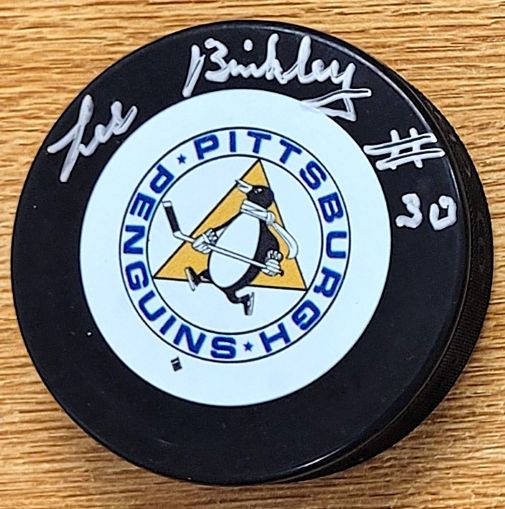 Les Binkley
#30
PITTSBURGH
PENGUINS